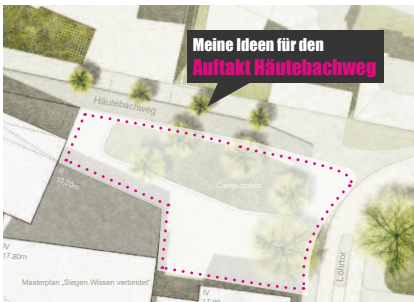 Meine Ideen für den
Auftakt Häutebachweg
Häutebachweg
Campusplatz
II
10.20m
Löhrtor
IV
17.80m
Masterplan „Siegen.Wissen verbindet“
IV